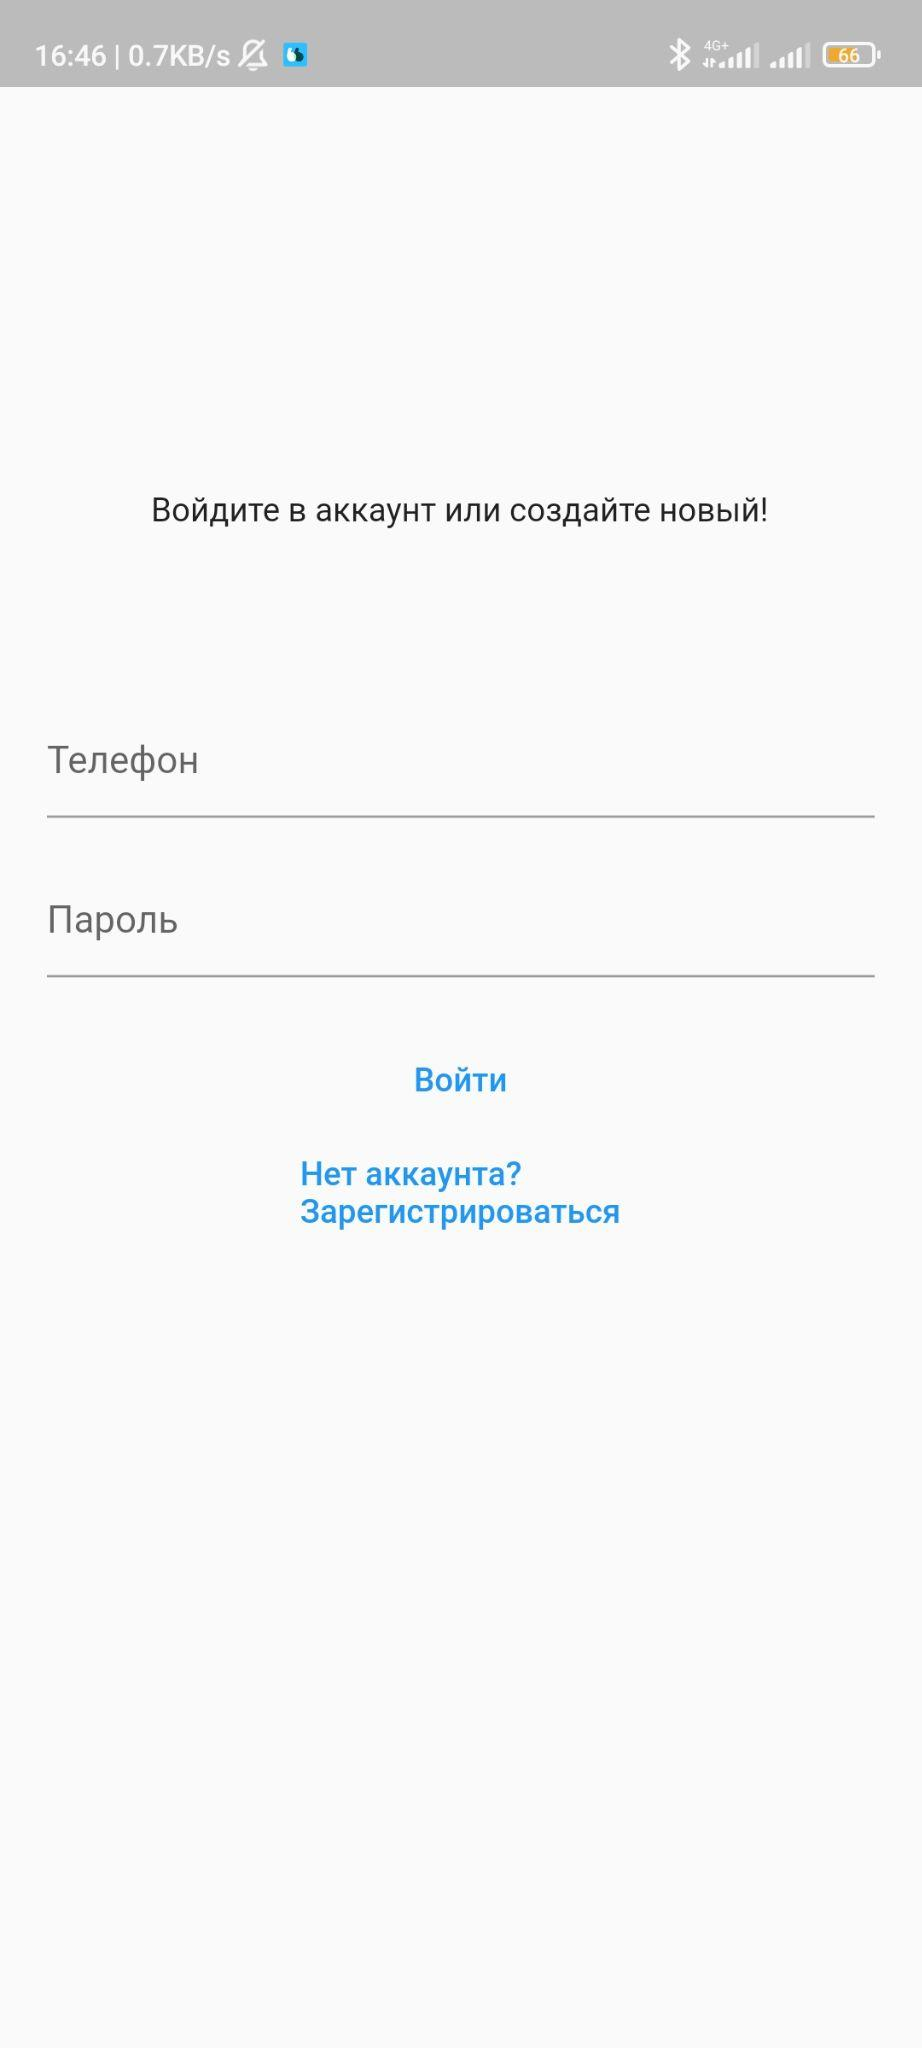 16:46 | 0.7KB/s
4G+
66
Войдите в аккаунт или создайте новый!
Телефон
Пароль
Войти
Нет аккаунта?
Зарегистрироваться